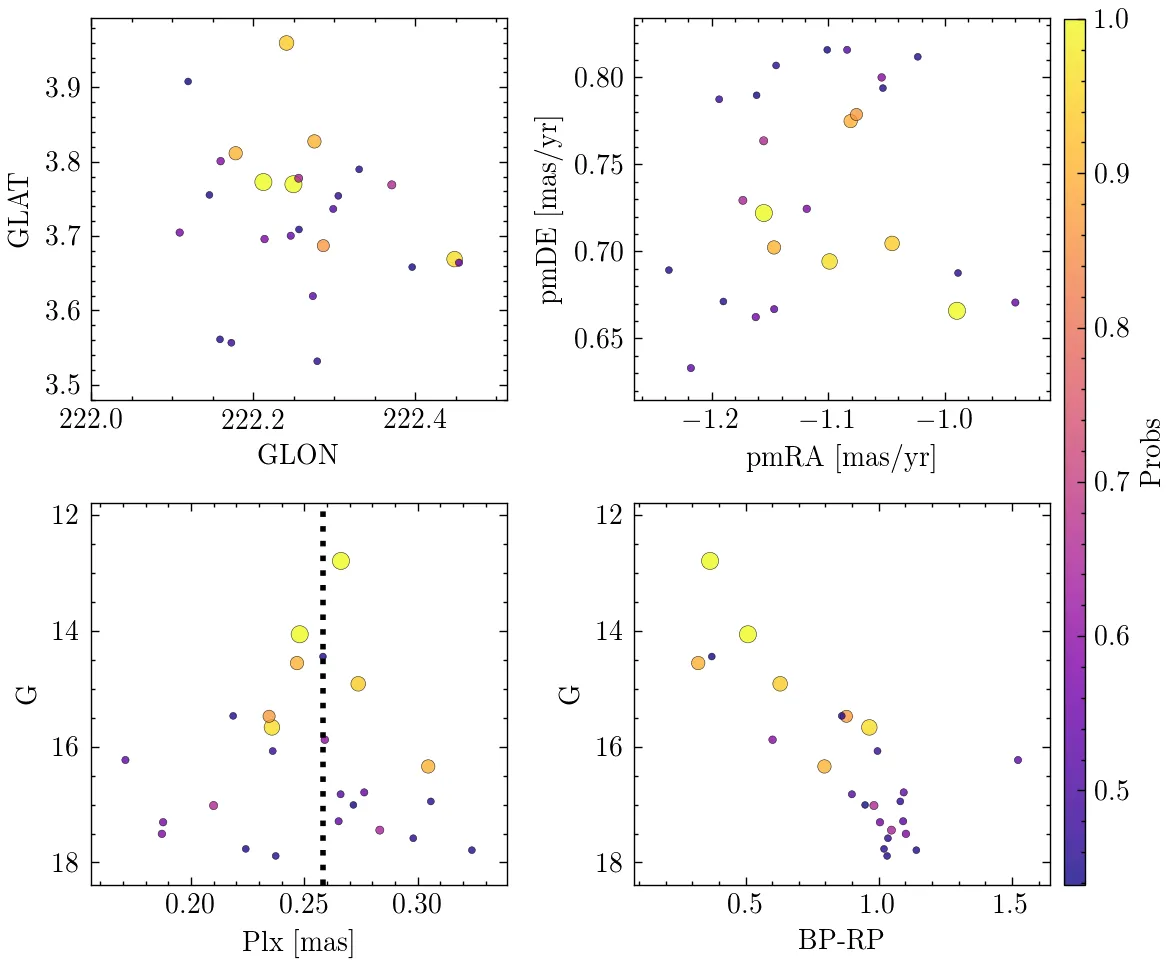 3.9
3.8
3.7
3.6
3.5
GLAT
222.0 222.2 222.4
GLON
0.80
0.75
0.70
0.65
pmDE [mas/yr]
−1.2 −1.1 −1.0
pmRA [mas/yr]
12
14
16
18
G
0.20 0.25 0.30
Plx [mas]
12
14
16
18
G
0.5 1.0 1.5
BP-RP
1.0
0.9
0.8
0.7
0.6
0.5
Probs